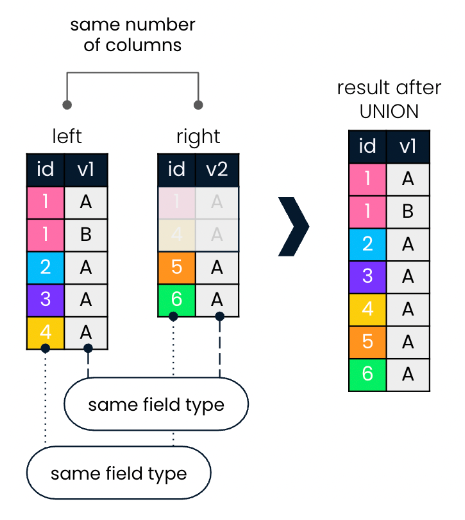 same number
of columns
left
right
result after
UNION
id v1
1 A
1 B
2 A
3 A
4 A
id v2
1 A
4 A
5 A
6 A
id v1
1 A
1 B
2 A
3 A
4 A
5 A
6 A
same field type
same field type